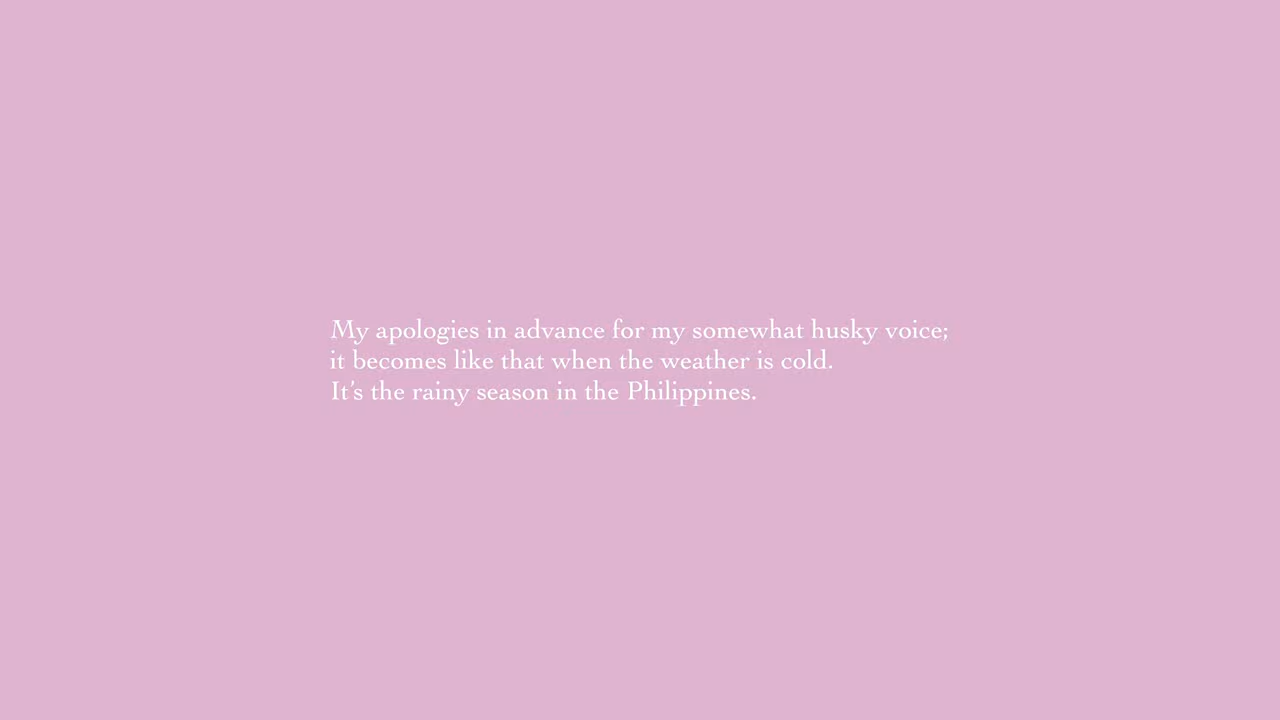 My apologies in advance for my somewhat husky voice;
it becomes like that when the weather is cold.
It's the rainy season in the Philippines.